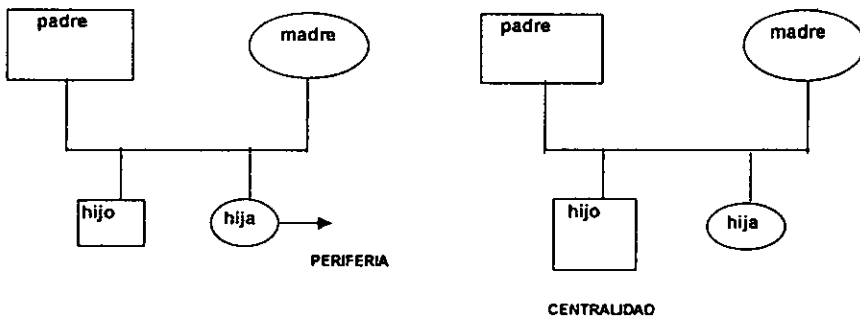 padre
madre
hijo
hija
PERIFERIA
padre
madre
hijo
hija
CENTRALIDAD